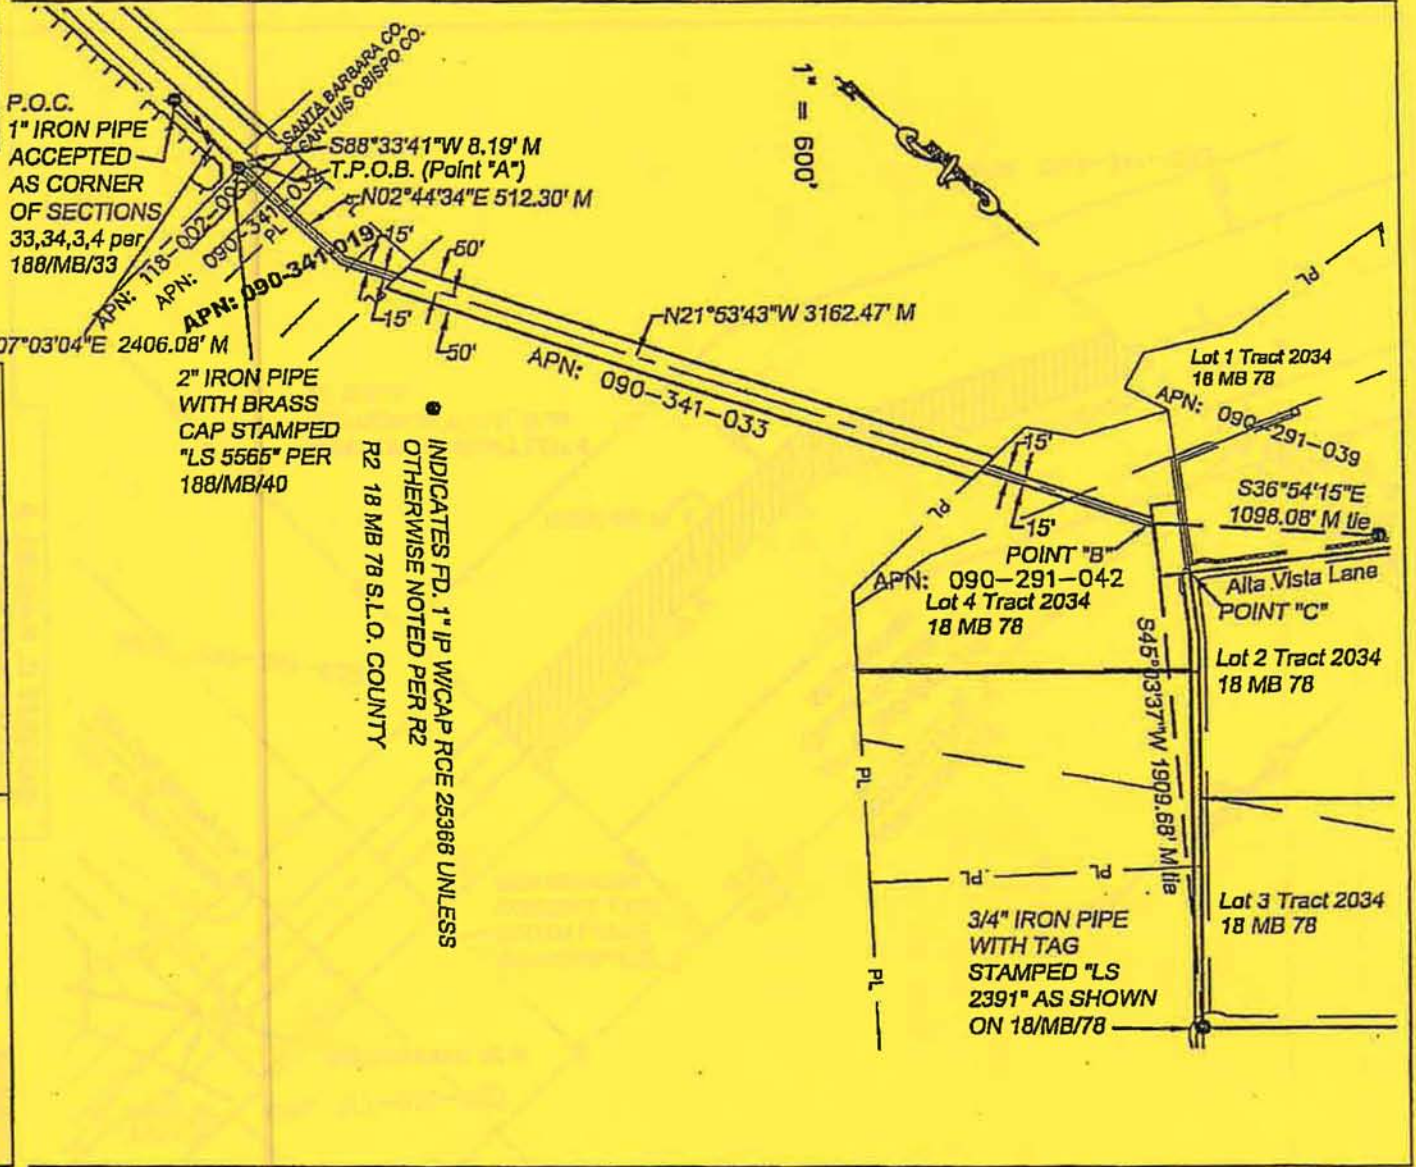 SANTA BARBARA CO.
SAN LUIS OBISPO CO.
P.O.C.
1" IRON PIPE
ACCEPTED
AS CORNER
OF SECTIONS
33,34,3,4 per
188/MB/33
S88°33'41"W 8.19' M
T.P.O.B. (Point "A")
N02°44'34"E 512.30' M
APN: 118-002-
APN: 090-341-
PL
APN: 090-341-019
15'
15'
50'
50'
07°03'04"E 2406.08' M
2" IRON PIPE
WITH BRASS
CAP STAMPED
"LS 5565" PER
188/MB/40
INDICATES FD. 1" IP W/CAP RCE 25366 UNLESS
OTHERWISE NOTED PER R2
R2 18 MB 78 S.L.O. COUNTY
1" = 600'
N21°53'43"W 3162.47' M
APN: 090-341-033
PL
Lot 1 Tract 2034
18 MB 78
APN: 090-291-039
S36°54'15"E
1098.08' M tie
15'
15'
PL
POINT "B"
APN: 090-291-042
Lot 4 Tract 2034
18 MB 78
Alta Vista Lane
POINT "C"
Lot 2 Tract 2034
18 MB 78
S45°03'37"W 1909.68' M tie
PL
PL
PL
PL
Lot 3 Tract 2034
18 MB 78
3/4" IRON PIPE
WITH TAG
STAMPED "LS
2391" AS SHOWN
ON 18/MB/78